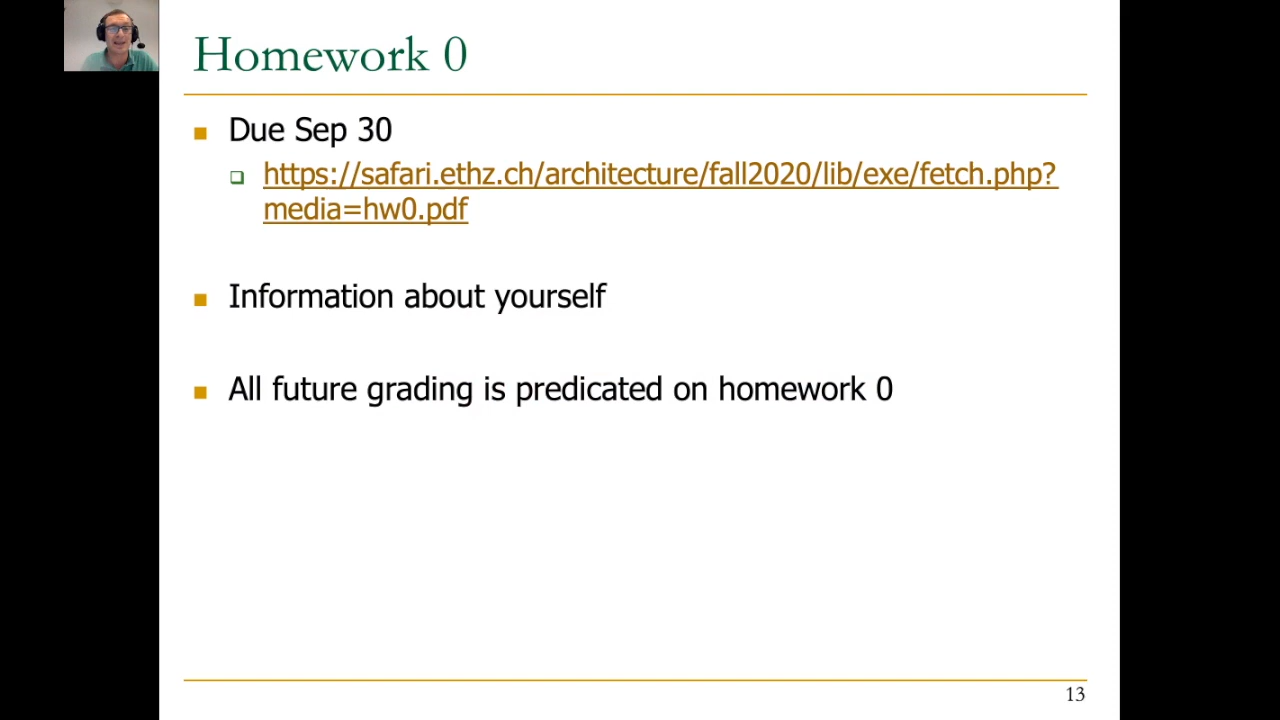 Homework 0
Due Sep 30
https://safari.ethz.ch/architecture/fall2020/lib/exe/fetch.php?
media=hw0.pdf
Information about yourself
All future grading is predicated on homework 0
13